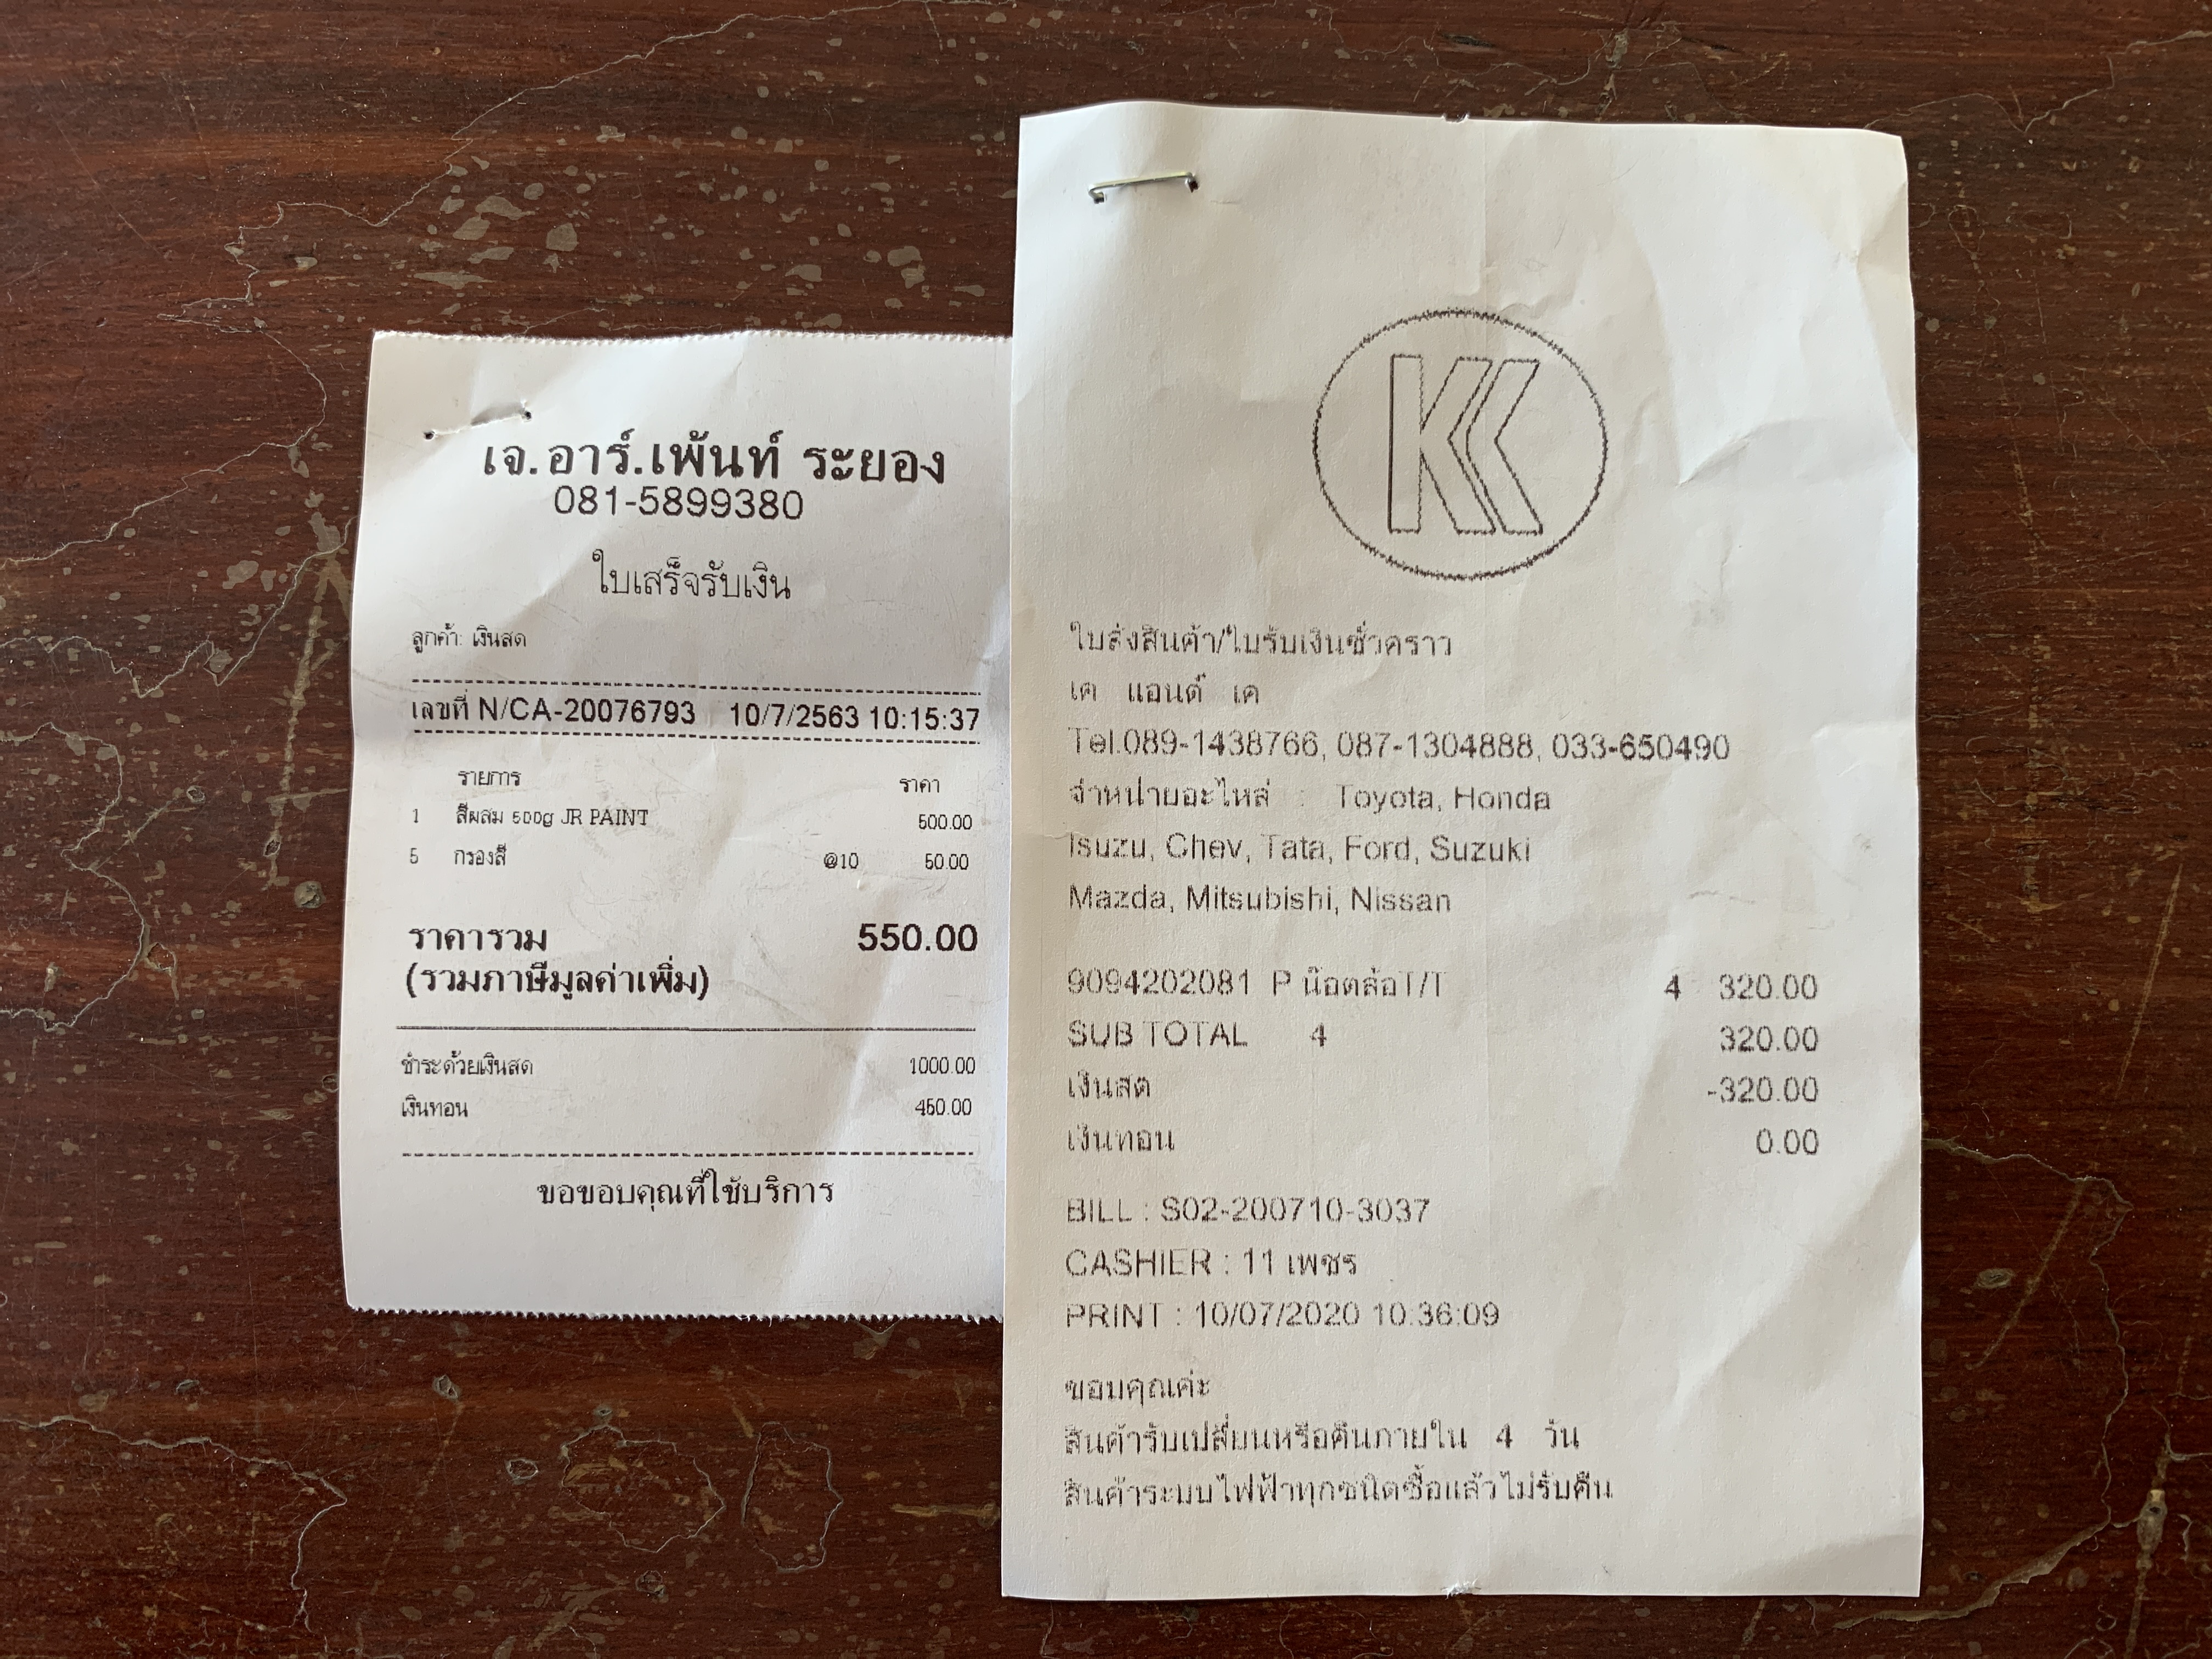 เจ.อาร์.เพ้นท์ ระยอง
081-5899380
ใบเสร็จรับเงิน
ลูกค้า: เงินสด
เลขที่ N/CA-20076793 10/7/2563 10:15:37
รายการ ราคา
1 สีผสม 500g JR PAINT 500.00
5 กรองสี @10 50.00
ราคารวม 550.00
(รวมภาษีมูลค่าเพิ่ม)
ชำระด้วยเงินสด 1000.00
เงินทอน 450.00
ขอขอบคุณที่ใช้บริการ
KK
ใบส่งสินค้า/ใบรับเงินชั่วคราว
เค แอนด์ เค
Tel.089-1438766, 087-1304888, 033-650490
จำหน่ายอะไหล่ : Toyota, Honda
Isuzu, Chev, Tata, Ford, Suzuki
Mazda, Mitsubishi, Nissan
9094202081 P น๊อตล้อT/T 4 320.00
SUB TOTAL 4 320.00
เงินสด -320.00
เงินทอน 0.00
BILL : S02-200710-3037
CASHIER : 11 เพชร
PRINT : 10/07/2020 10:36:09
ขอบคุณค่ะ
สินค้ารับเปลี่ยนหรือคืนภายใน 4 วัน
สินค้าระบบไฟฟ้าทุกชนิดซื้อแล้วไม่รับคืน